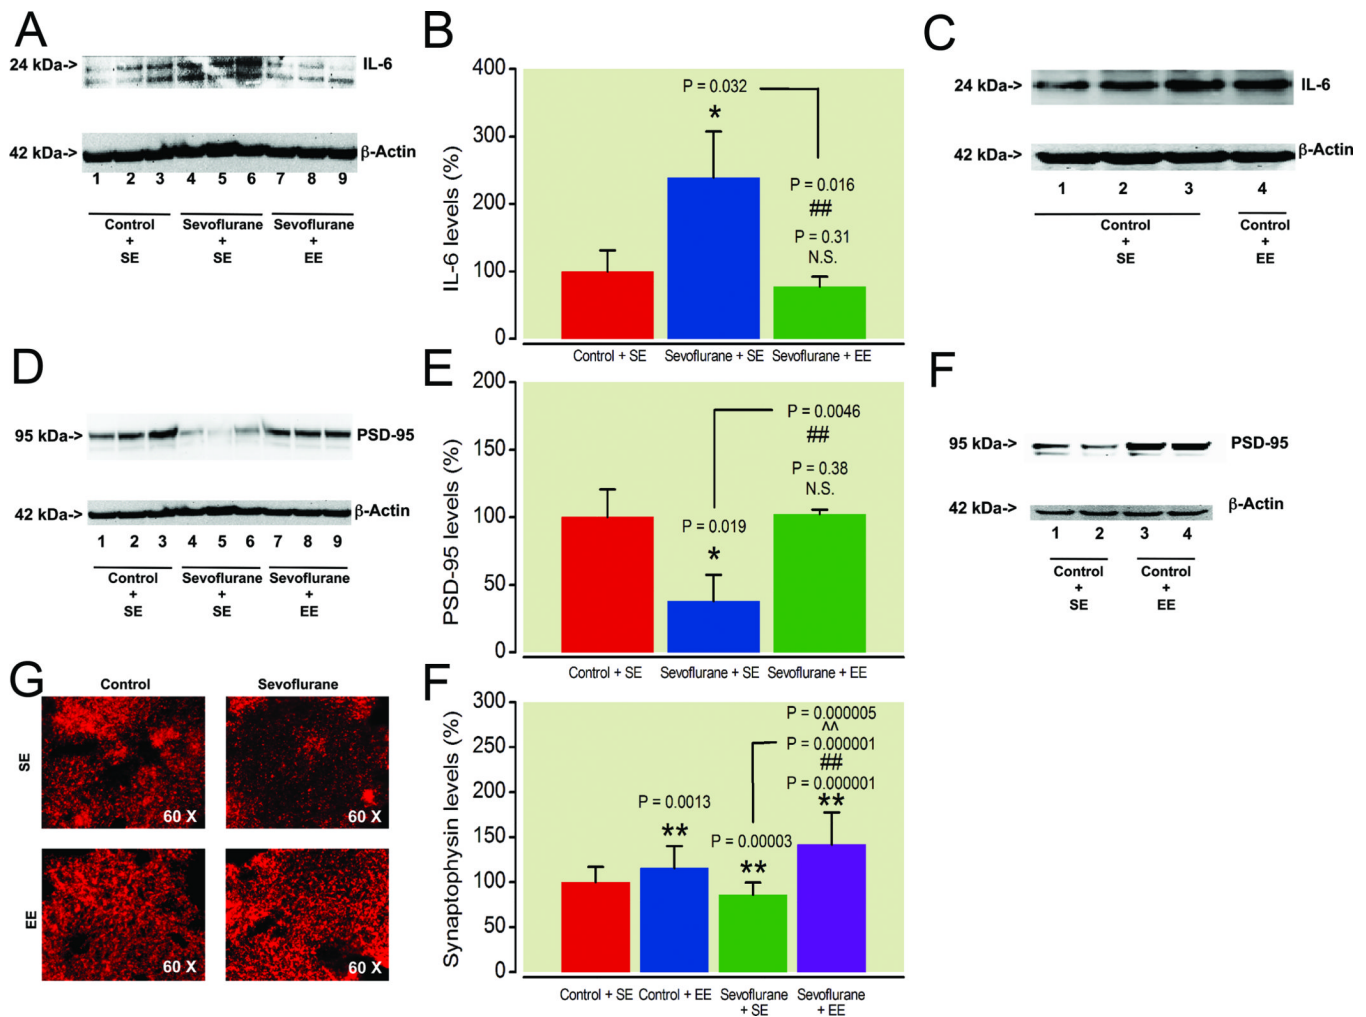 A
24 kDa->
IL-6
42 kDa->
β-Actin
1 2 3 4 5 6 7 8 9
Control
+
SE
Sevoflurane
+
SE
Sevoflurane
+
EE
B
IL-6 levels (%)
400
300
200
100
0
P = 0.032
*
P = 0.016
##
P = 0.31
N.S.
Control + SE
Sevoflurane + SE
Sevoflurane + EE
C
24 kDa->
IL-6
42 kDa->
β-Actin
1 2 3 4
Control
+
SE
Control
+
EE
D
95 kDa->
PSD-95
42 kDa->
β-Actin
1 2 3 4 5 6 7 8 9
Control
+
SE
Sevoflurane
+
SE
Sevoflurane
+
EE
E
PSD-95 levels (%)
200
150
100
50
0
P = 0.0046
##
P = 0.38
N.S.
P = 0.019
*
Control + SE
Sevoflurane + SE
Sevoflurane + EE
F
95 kDa->
PSD-95
42 kDa->
β-Actin
1 2 3 4
Control
+
SE
Control
+
EE
G
Control
Sevoflurane
SE
60 X
60 X
EE
60 X
60 X
F
Synaptophysin levels (%)
300
250
200
150
100
50
0
P = 0.000005
^^
P = 0.000001
##
P = 0.000001
**
P = 0.0013
**
P = 0.00003
**
Control + SE
Control + EE
Sevoflurane
+ SE
Sevoflurane
+ EE